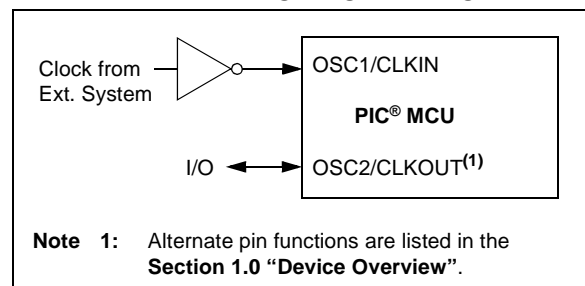 Clock from
Ext. System
OSC1/CLKIN
PIC® MCU
I/O
OSC2/CLKOUT(1)
Note 1: Alternate pin functions are listed in the
Section 1.0 “Device Overview”.